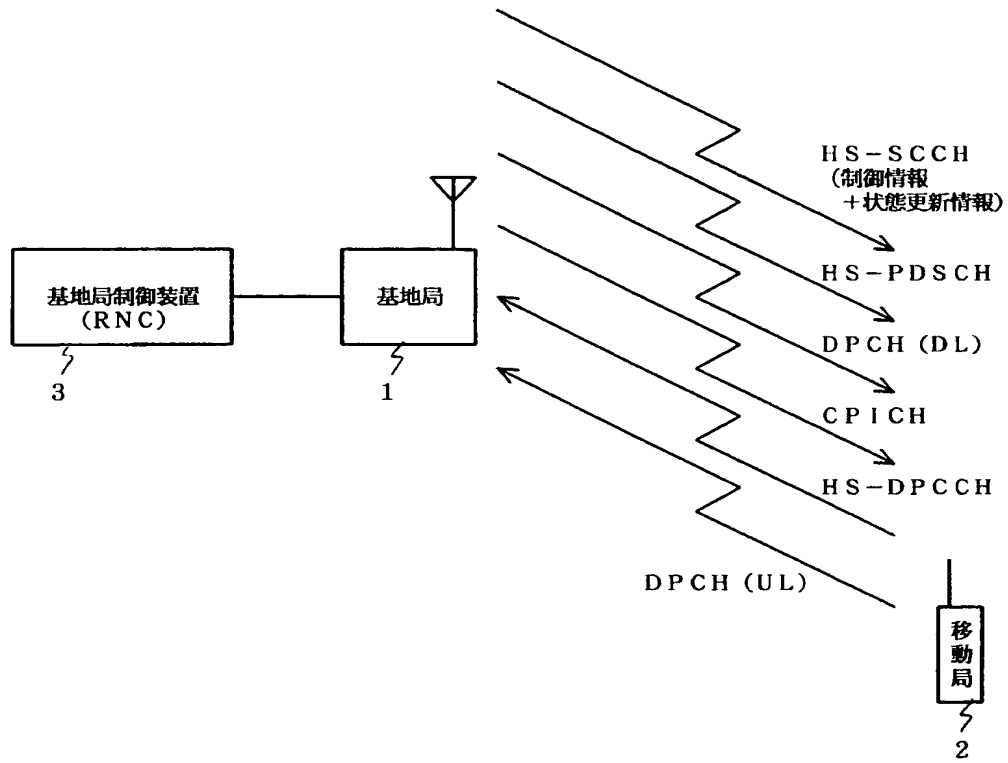 HS-SCCH
(制御情報
+状態更新情報)
HS-PDSCH
DPCH (DL)
CPICH
HS-DPCCH
DPCH (UL)
基地局制御装置
(RNC)
3
基地局
1
移動局
2